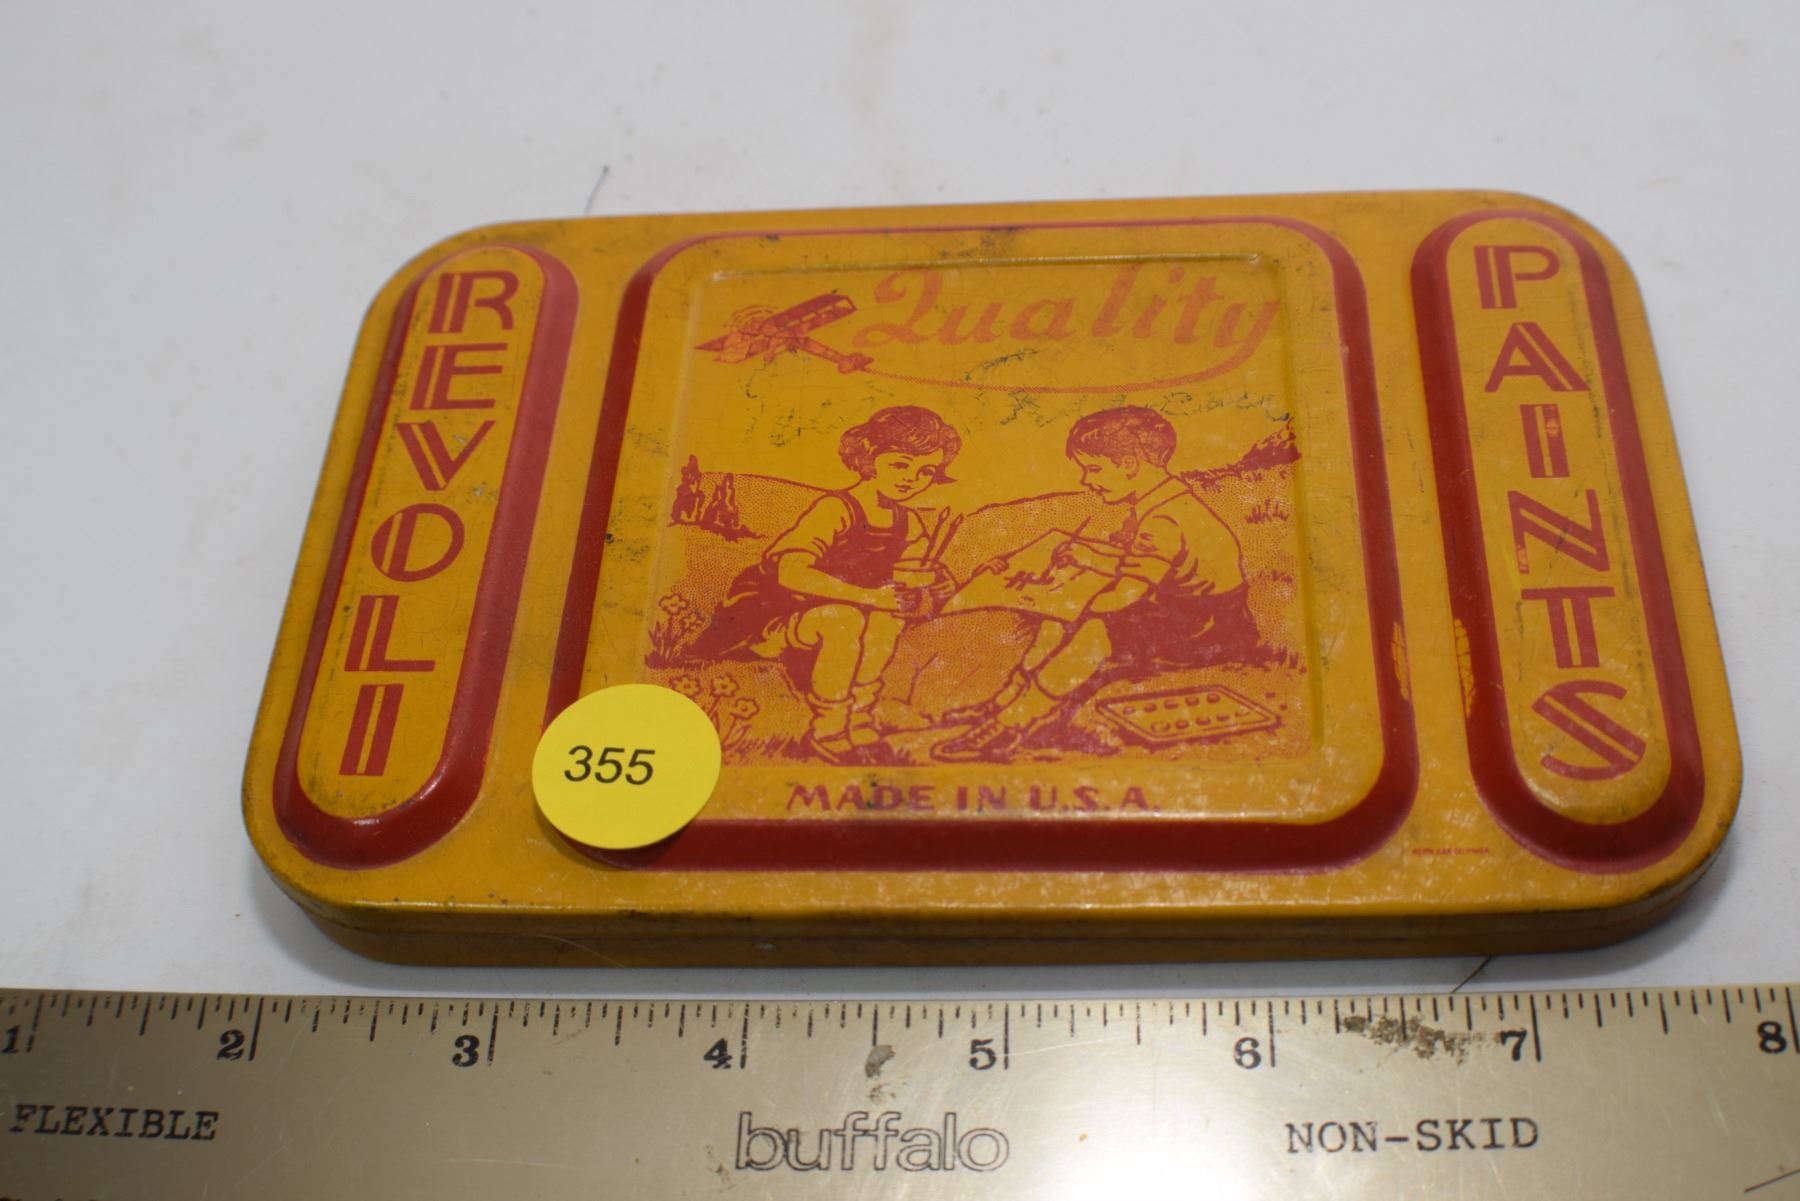 REVOLI
Quality
PAINTS
355
MADE IN U.S.A.
1 2 3 4 5 6 7 8
FLEXIBLE buffalo NON-SKID